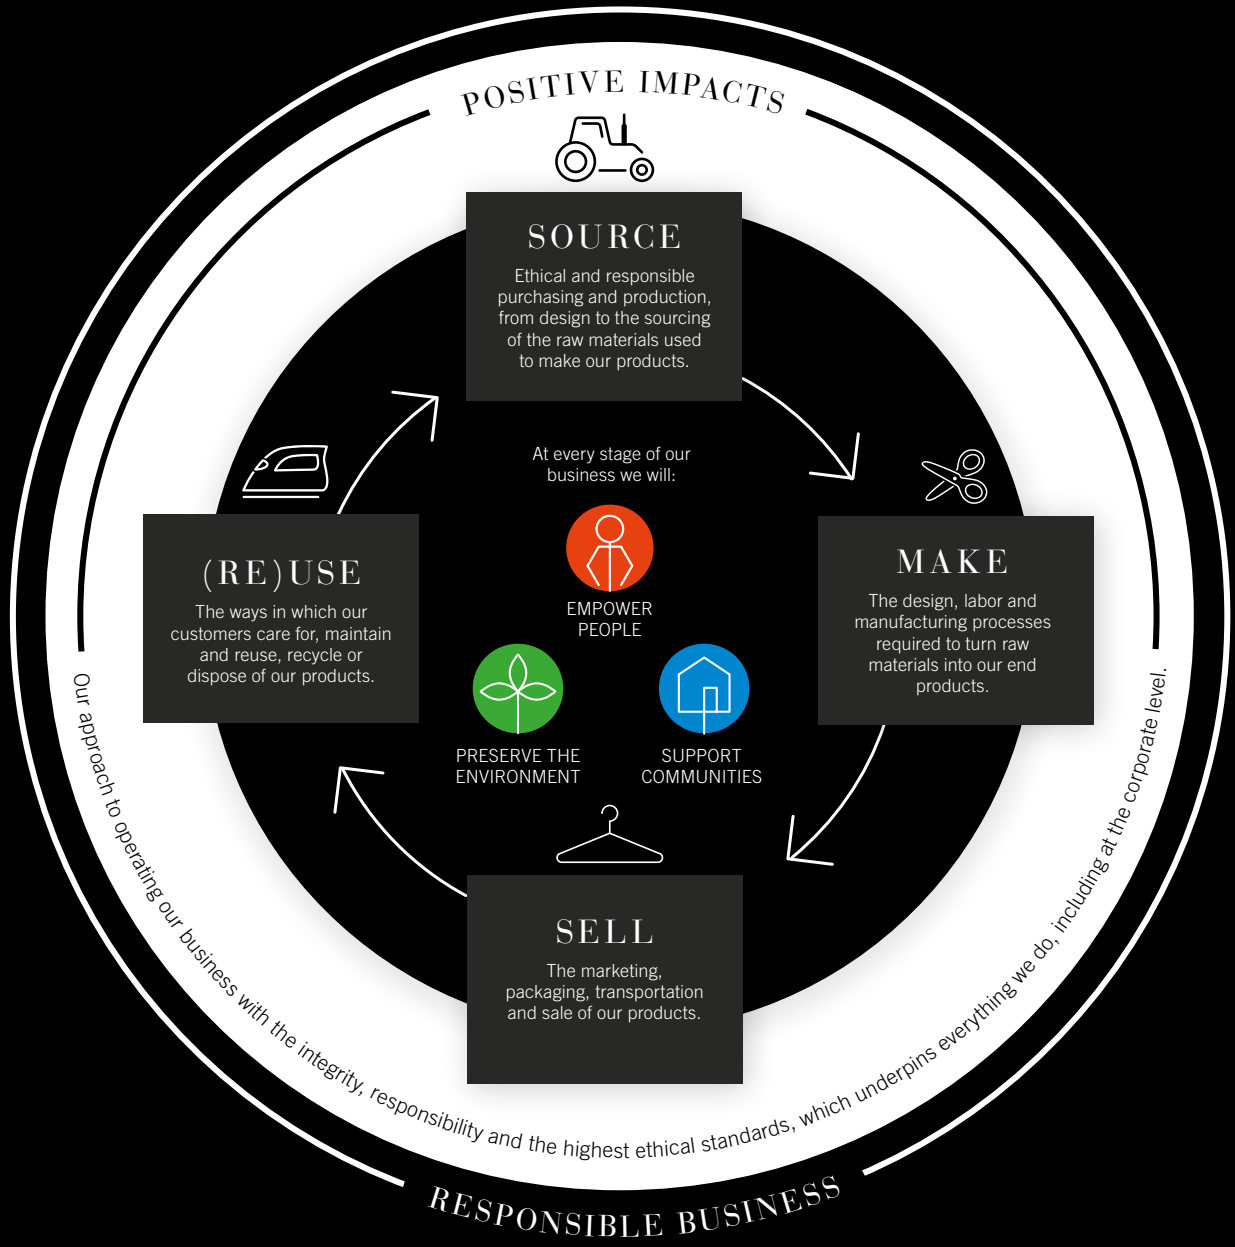 POSITIVE IMPACTS
SOURCE
Ethical and responsible
purchasing and production,
from design to the sourcing
of the raw materials used
to make our products.
At every stage of our
business we will:
EMPOWER
PEOPLE
PRESERVE THE
ENVIRONMENT
SUPPORT
COMMUNITIES
(RE)USE
The ways in which our
customers care for, maintain
and reuse, recycle or
dispose of our products.
MAKE
The design, labor and
manufacturing processes
required to turn raw
materials into our end
products.
SELL
The marketing,
packaging, transportation
and sale of our products.
Our approach to operating our business with the integrity, responsibility and the highest ethical standards, which underpins everything we do, including at the corporate level.
RESPONSIBLE BUSINESS